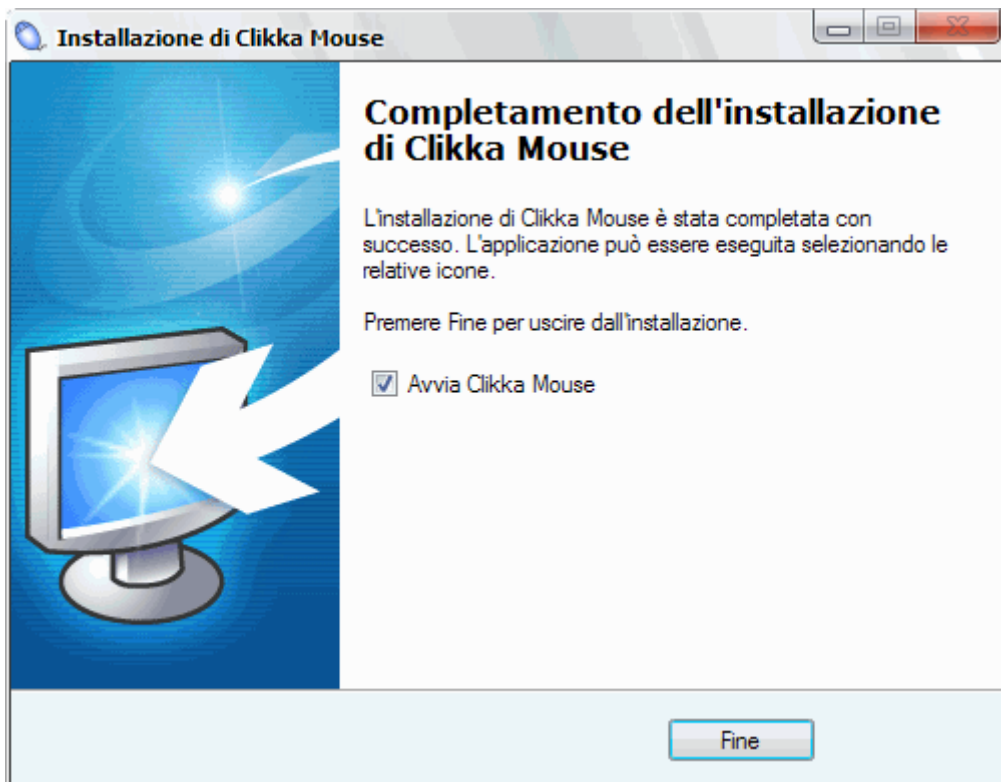 Installazione di Clikka Mouse
Completamento dell'installazione
di Clikka Mouse
L'installazione di Clikka Mouse è stata completata con
successo. L'applicazione può essere eseguita selezionando le
relative icone.
Premere Fine per uscire dall'installazione.
Avvia Clikka Mouse
Fine